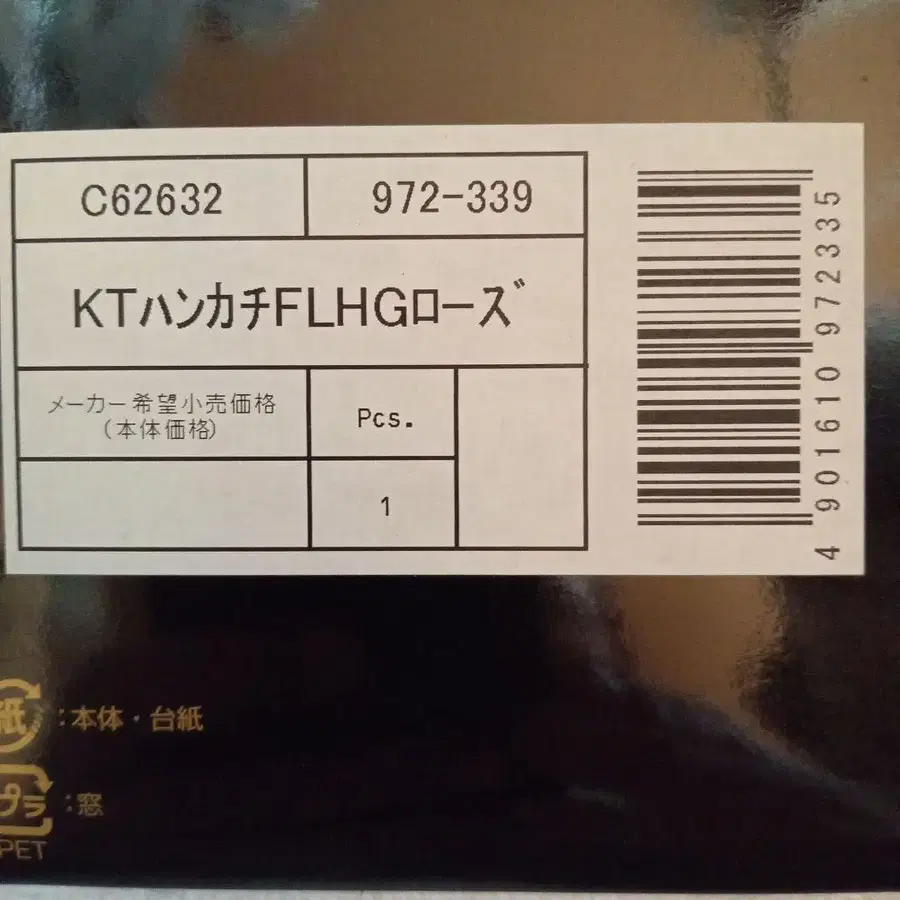 C62632 972-339
KTハンカチFLHGローズ
メーカー希望小売価格
(本体価格)
Pcs.
1
4 901610 972335
紙:本体・台紙
プラ:窓
PET